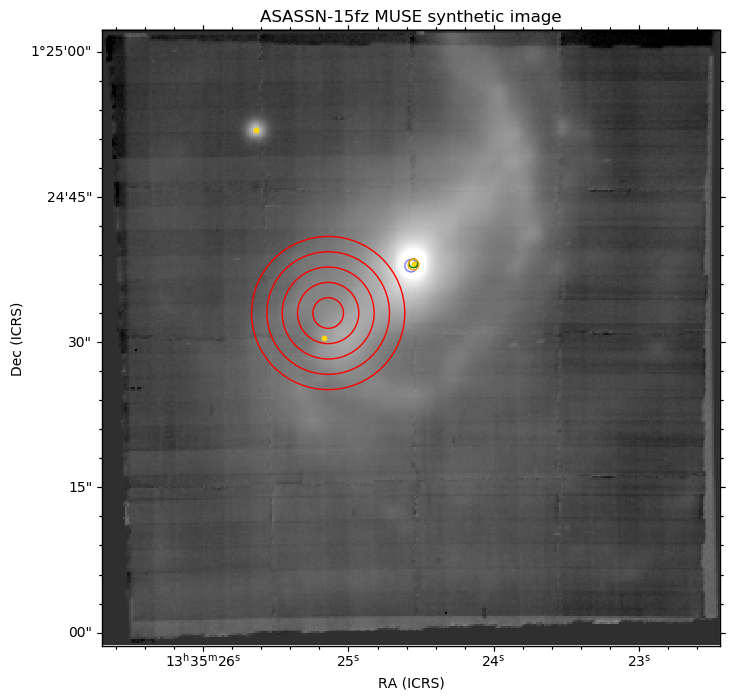 ASASSN-15fz MUSE synthetic image
1°25'00"
24'45"
30"
15"
00"
Dec (ICRS)
13h35m26s
25s
24s
23s
RA (ICRS)